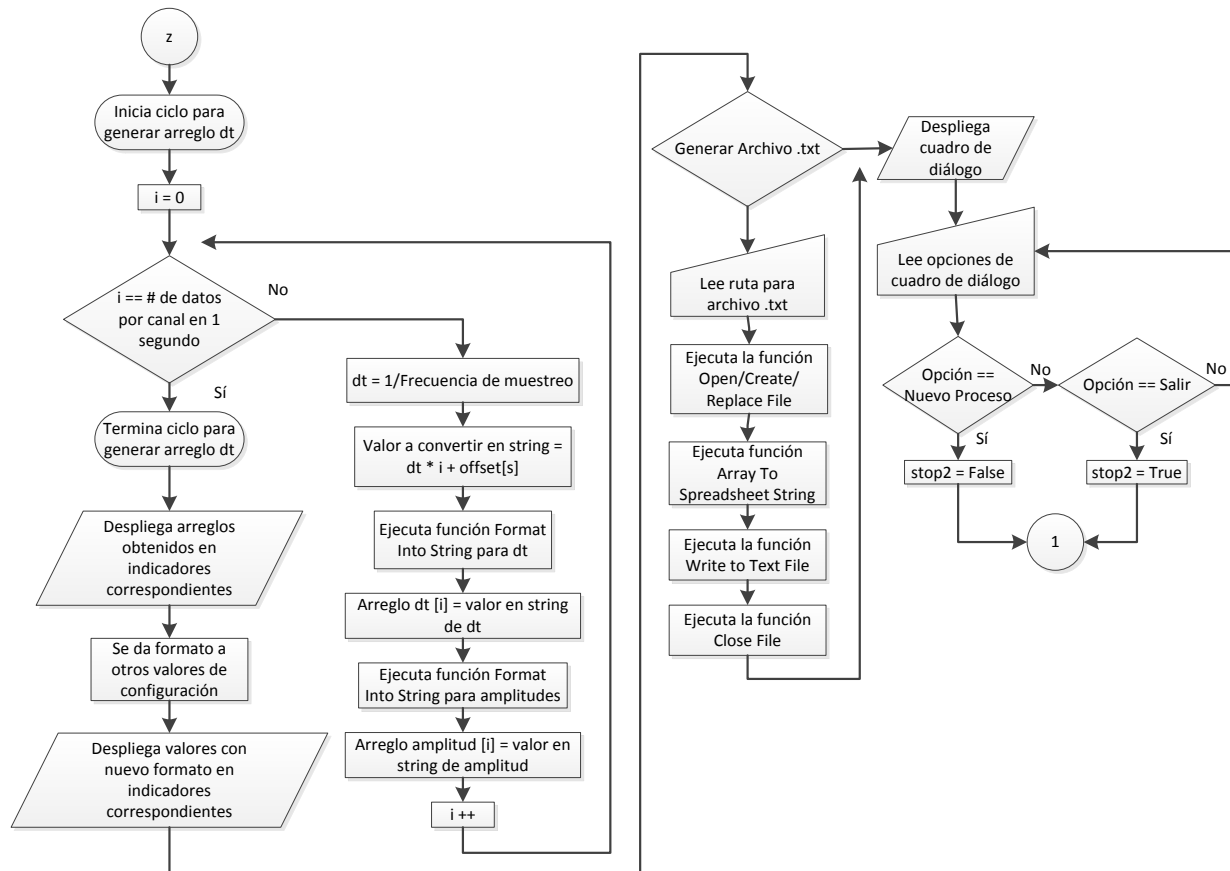 z
Inicia ciclo para
generar arreglo dt
i = 0
i == # de datos
por canal en 1
segundo
No
Sí
Termina ciclo para
generar arreglo dt
Despliega arreglos
obtenidos en
indicadores
correspondientes
Se da formato a
otros valores de
configuración
Despliega valores con
nuevo formato en
indicadores
correspondientes
dt = 1/Frecuencia de muestreo
Valor a convertir en string =
dt * i + offset[s]
Ejecuta función Format
Into String para dt
Arreglo dt [i] = valor en string
de dt
Ejecuta función Format
Into String para amplitudes
Arreglo amplitud [i] = valor en
string de amplitud
i ++
Generar Archivo .txt
Lee ruta para
archivo .txt
Ejecuta la función
Open/Create/
Replace File
Ejecuta función
Array To
Spreadsheet String
Ejecuta la función
Write to Text File
Ejecuta la función
Close File
Despliega
cuadro de
diálogo
Lee opciones de
cuadro de diálogo
Opción ==
Nuevo Proceso
No
Sí
stop2 = False
Opción == Salir
No
Sí
stop2 = True
1